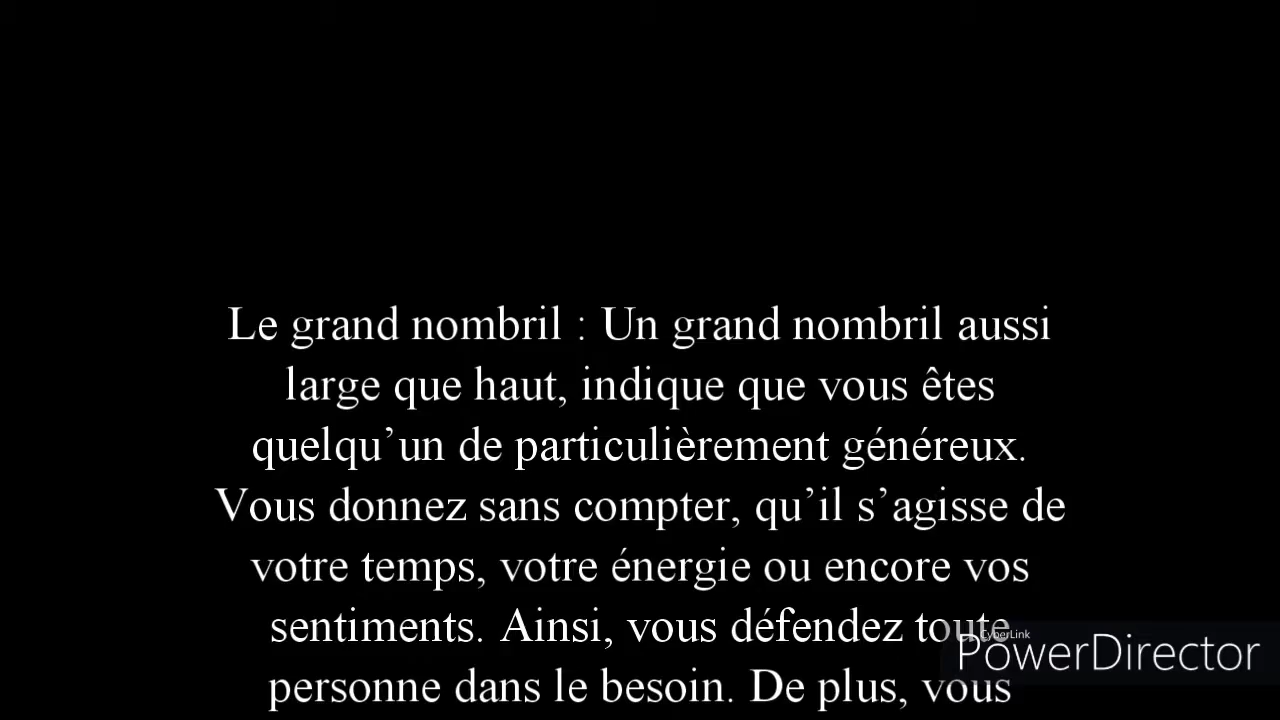 Le grand nombril : Un grand nombril aussi
large que haut, indique que vous êtes
quelqu’un de particulièrement généreux.
Vous donnez sans compter, qu’il s’agisse de
votre temps, votre énergie ou encore vos
sentiments. Ainsi, vous défendez toute
personne dans le besoin. De plus, vous
CyberLink
PowerDirector